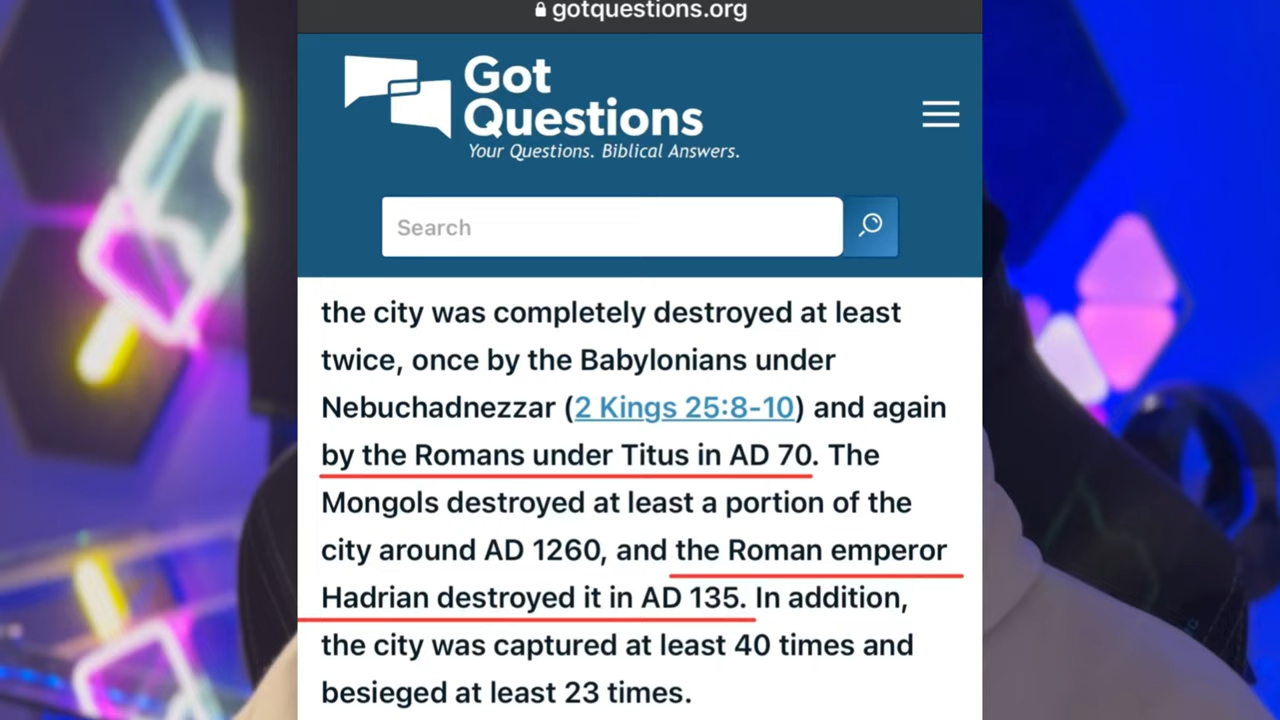 gotquestions.org
Got
Questions
Your Questions. Biblical Answers.
Search
the city was completely destroyed at least
twice, once by the Babylonians under
Nebuchadnezzar (2 Kings 25:8-10) and again
by the Romans under Titus in AD 70. The
Mongols destroyed at least a portion of the
city around AD 1260, and the Roman emperor
Hadrian destroyed it in AD 135. In addition,
the city was captured at least 40 times and
besieged at least 23 times.